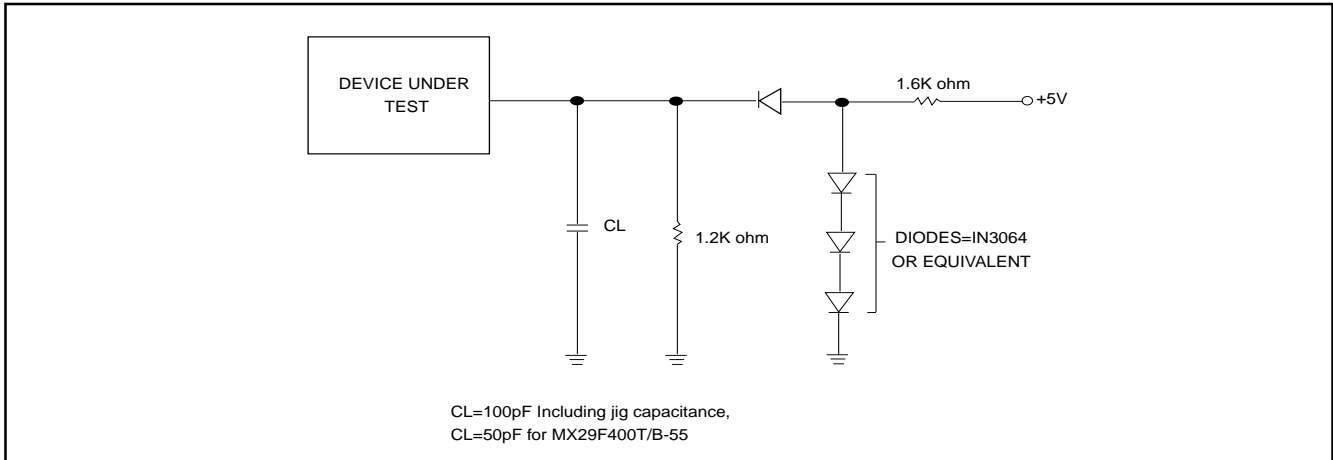 DEVICE UNDER
TEST
1.6K ohm
+5V
CL
1.2K ohm
DIODES=IN3064
OR EQUIVALENT
CL=100pF Including jig capacitance,
CL=50pF for MX29F400T/B-55